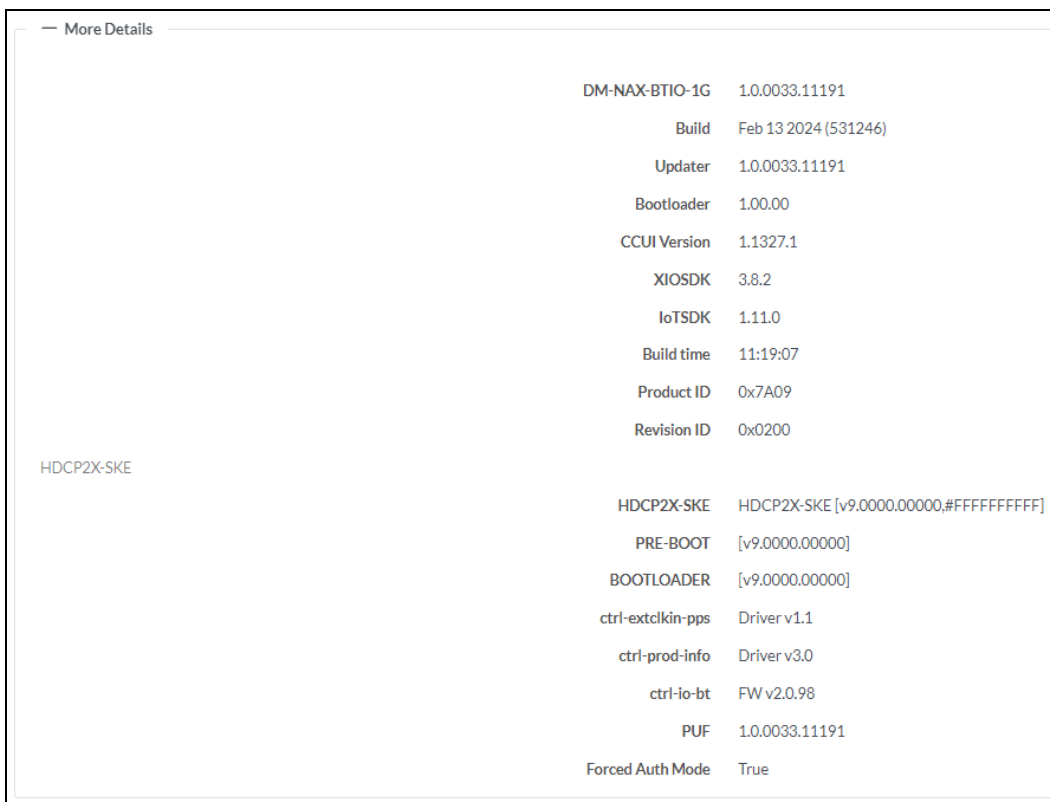 — More Details
DM-NAX-BTIO-1G 1.0.0033.11191
Build Feb 13 2024 (531246)
Updater 1.0.0033.11191
Bootloader 1.00.00
CCUI Version 1.1327.1
XIOSDK 3.8.2
IoTSDK 1.11.0
Build time 11:19:07
Product ID 0x7A09
Revision ID 0x0200
HDCP2X-SKE
HDCP2X-SKE HDCP2X-SKE [v9.0000.00000,#FFFFFFFFFF]
PRE-BOOT [v9.0000.00000]
BOOTLOADER [v9.0000.00000]
ctrl-extclkin-pps Driver v1.1
ctrl-prod-info Driver v3.0
ctrl-io-bt FW v2.0.98
PUF 1.0.0033.11191
Forced Auth Mode True